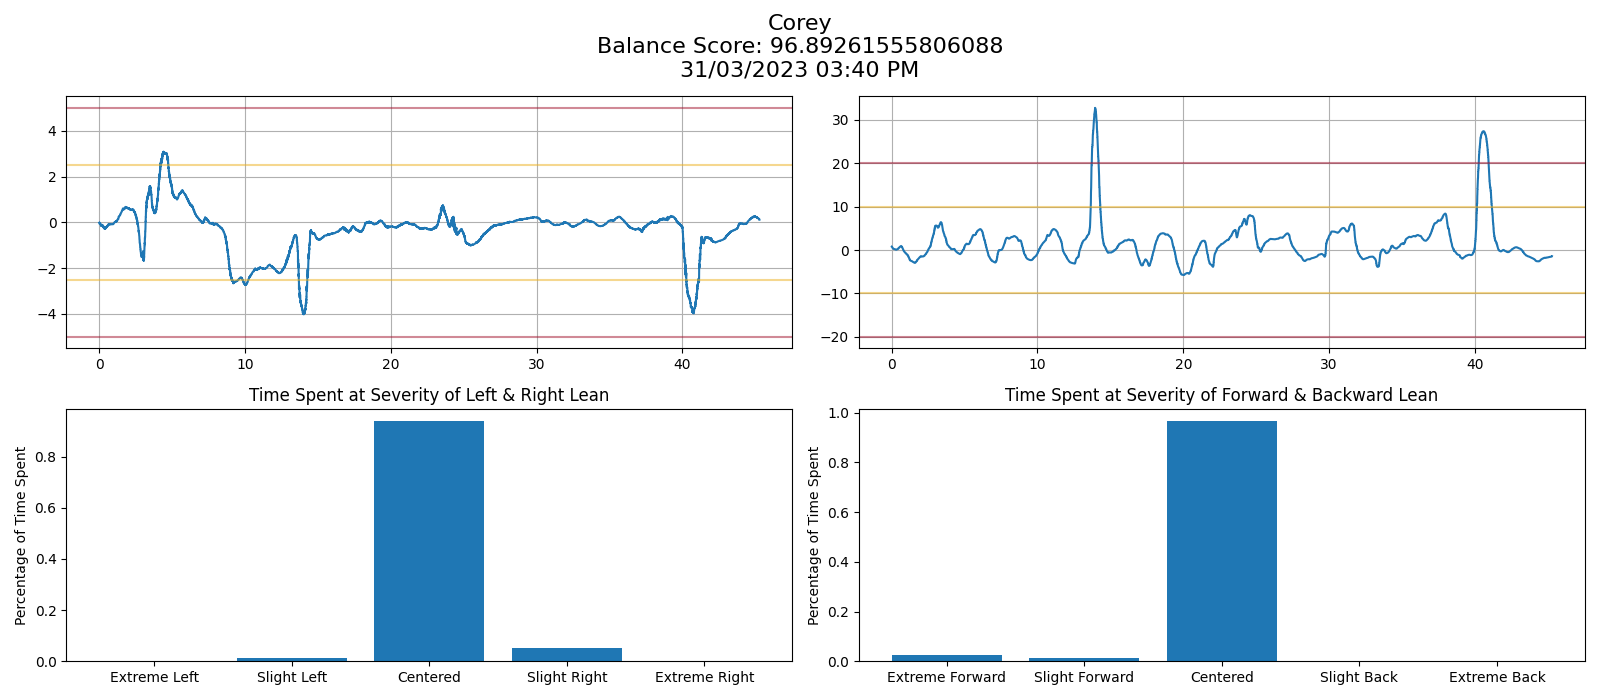 Corey
Balance Score: 96.89261555806088
31/03/2023 03:40 PM
4
2
0
−2
−4
0
10
20
30
40
30
20
10
0
−10
−20
0
10
20
30
40
Time Spent at Severity of Left & Right Lean
Percentage of Time Spent
0.8
0.6
0.4
0.2
0.0
Extreme Left
Slight Left
Centered
Slight Right
Extreme Right
Time Spent at Severity of Forward & Backward Lean
Percentage of Time Spent
1.0
0.8
0.6
0.4
0.2
0.0
Extreme Forward
Slight Forward
Centered
Slight Back
Extreme Back